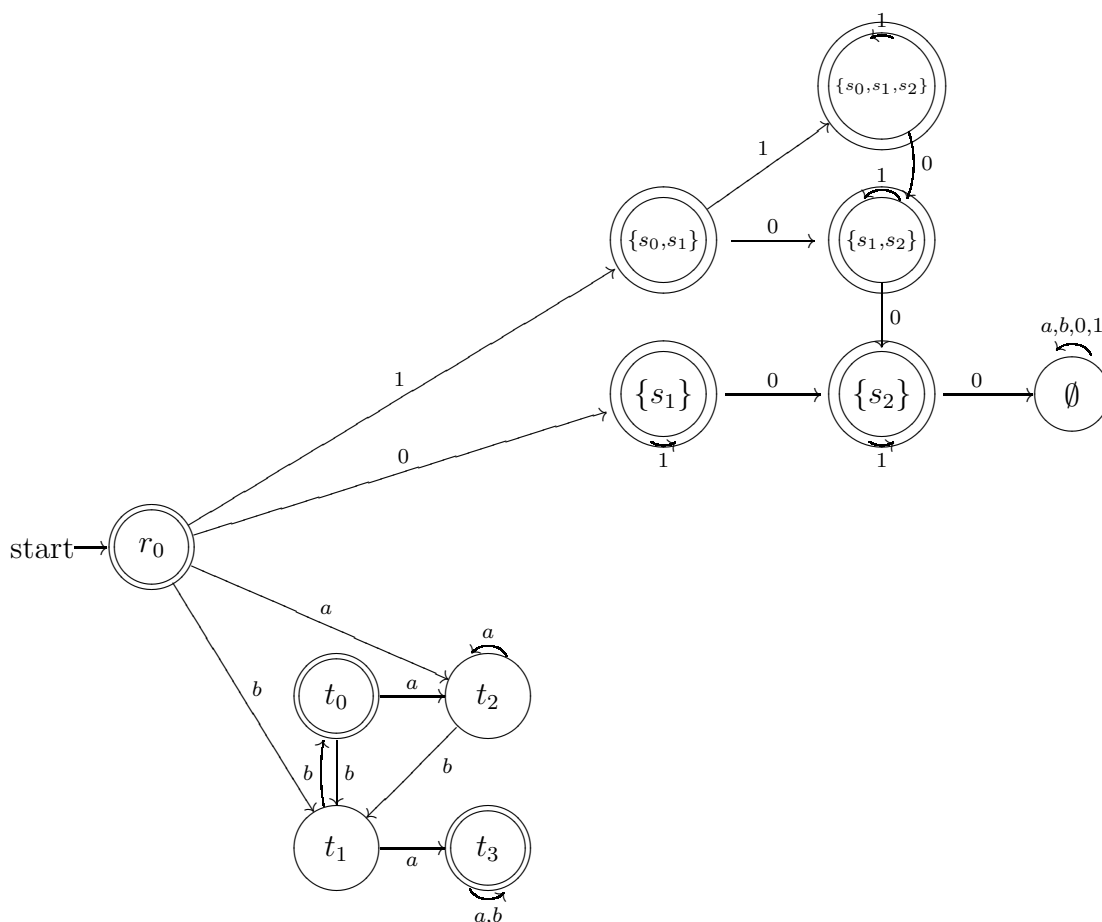 1
{s₀,s₁,s₂}
1
0
1
{s₀,s₁}
0
{s₁,s₂}
1
0
a,b,0,1
{s₁}
0
{s₂}
0
∅
0
1
1
start
r₀
a
a
b
t₀
a
t₂
b
b
b
t₁
a
t₃
a,b